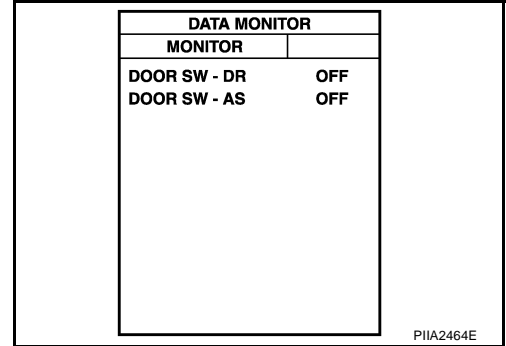 DATA MONITOR
MONITOR
DOOR SW - DR OFF
DOOR SW - AS OFF
PIIA2464E